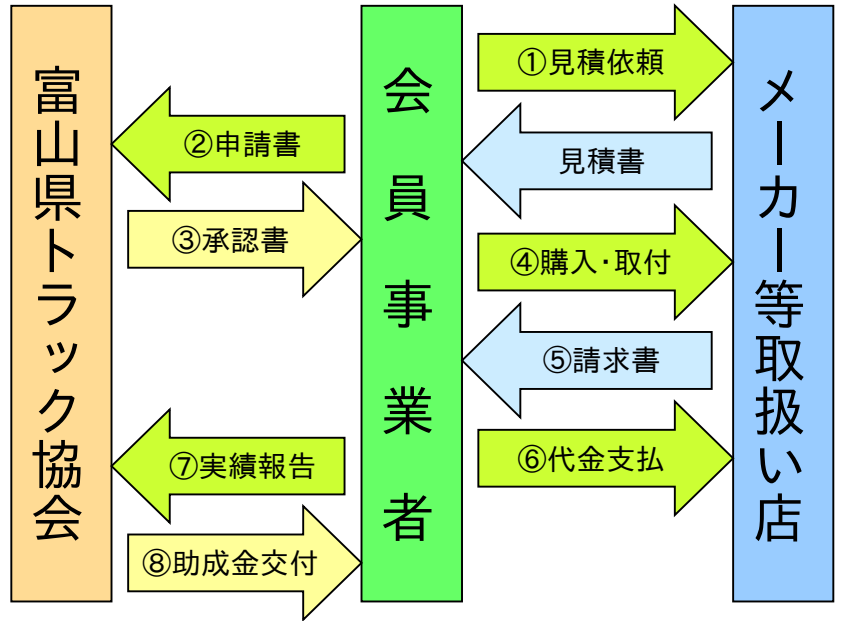 富山県トラック協会
会員事業者
メーカー等取扱い店
①見積依頼
②申請書
見積書
③承認書
④購入・取付
⑤請求書
⑥代金支払
⑦実績報告
⑧助成金交付